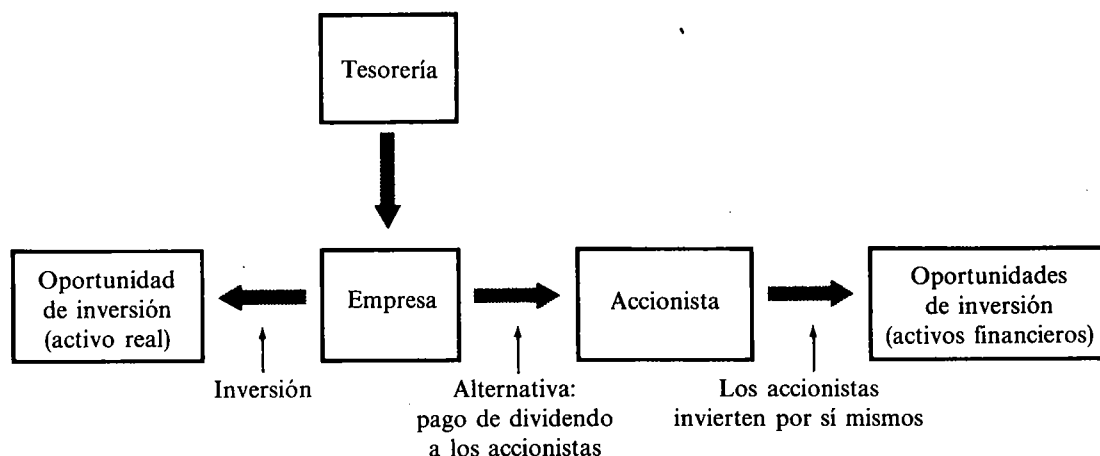 Tesorería
Oportunidad
de inversión
(activo real)
Empresa
Accionista
Oportunidades
de inversión
(activos financieros)
Inversión
Alternativa:
pago de dividendo
a los accionistas
Los accionistas
invierten por sí mismos